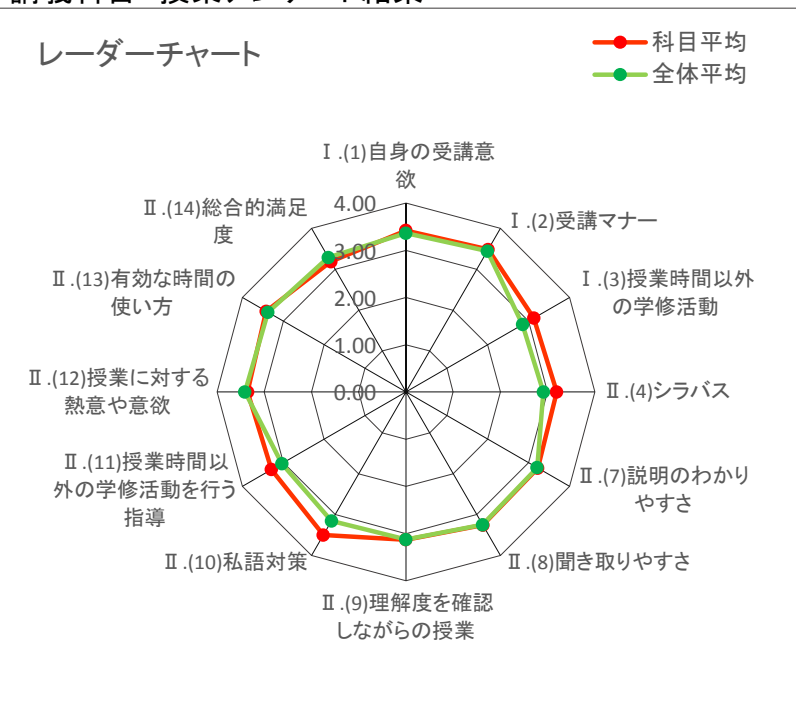 レーダーチャート
科目平均
全体平均
Ⅰ.(1)自身の受講意
欲
Ⅰ.(2)受講マナー
Ⅰ.(3)授業時間以外
の学修活動
Ⅱ.(4)シラバス
Ⅱ.(7)説明のわかり
やすさ
Ⅱ.(8)聞き取りやすさ
Ⅱ.(9)理解度を確認
しながらの授業
Ⅱ.(10)私語対策
Ⅱ.(11)授業時間以
外の学修活動を行う
指導
Ⅱ.(12)授業に対する
熱意や意欲
Ⅱ.(13)有効な時間の
使い方
Ⅱ.(14)総合的満足
度
4.00
3.00
2.00
1.00
0.00